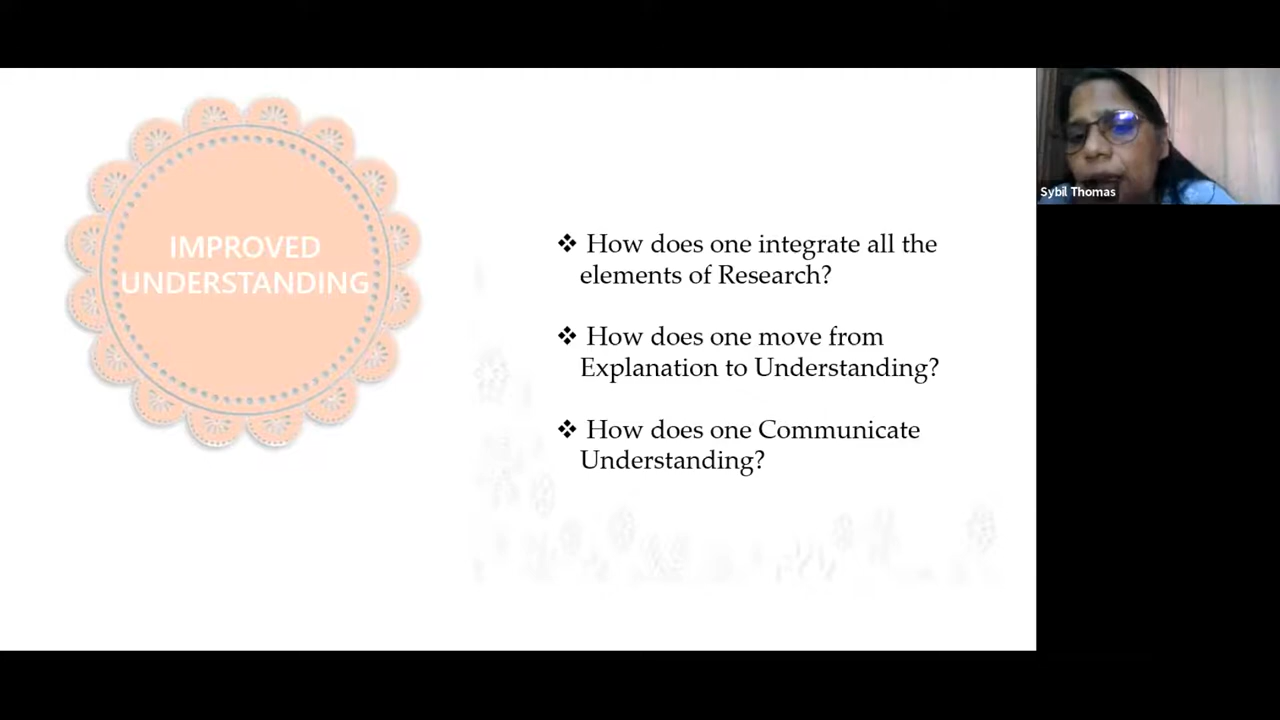 IMPROVED
UNDERSTANDING
❖ How does one integrate all the
elements of Research?
❖ How does one move from
Explanation to Understanding?
❖ How does one Communicate
Understanding?
Sybil Thomas